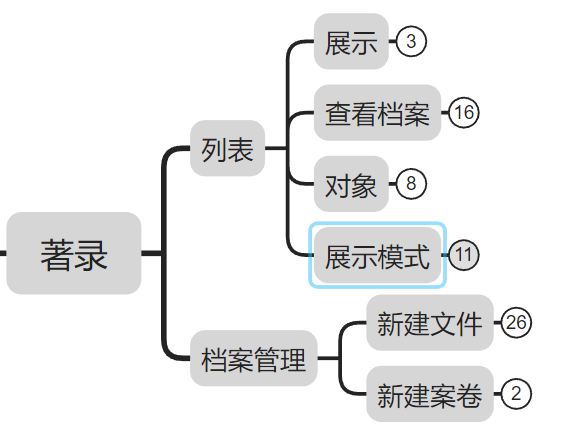 展示 3
查看档案 16
列表
对象 8
著录
展示模式 11
新建文件 26
档案管理
新建案卷 2